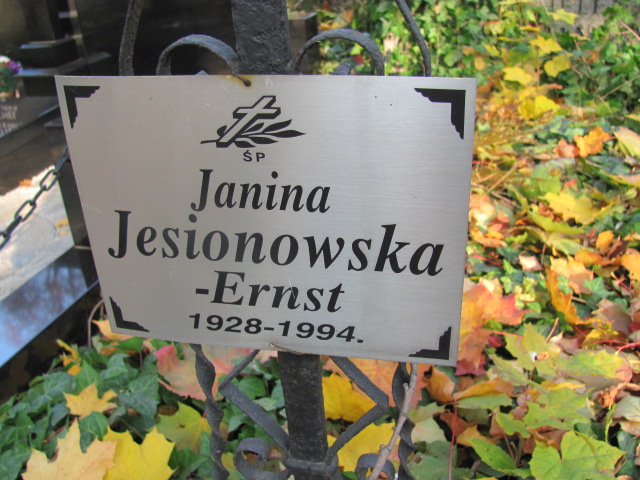 ŚP
Janina
Jesionowska
-Ernst
1928-1994.